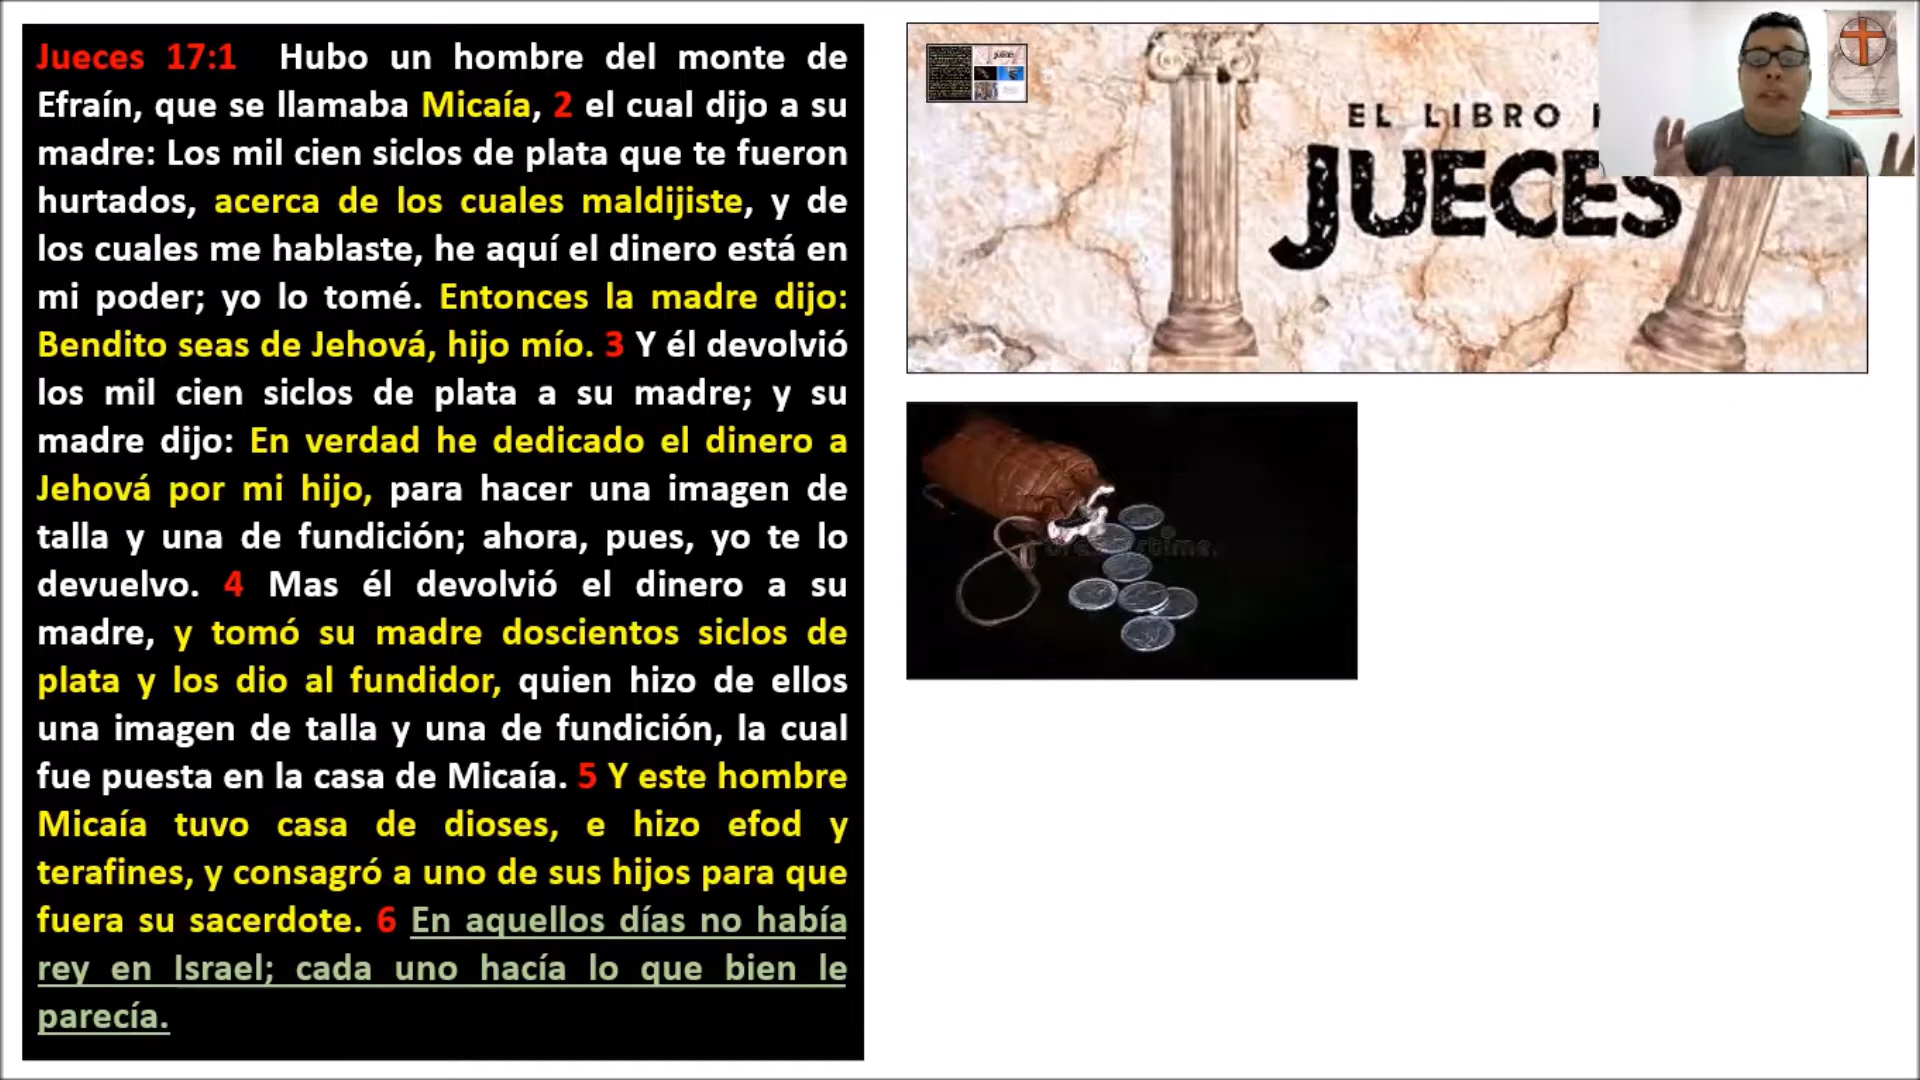 Jueces 17:1 Hubo un hombre del monte de
Efraín, que se llamaba Micaía, 2 el cual dijo a su
madre: Los mil cien siclos de plata que te fueron
hurtados, acerca de los cuales maldijiste, y de
los cuales me hablaste, he aquí el dinero está en
mi poder; yo lo tomé. Entonces la madre dijo:
Bendito seas de Jehová, hijo mío. 3 Y él devolvió
los mil cien siclos de plata a su madre; y su
madre dijo: En verdad he dedicado el dinero a
Jehová por mi hijo, para hacer una imagen de
talla y una de fundición; ahora, pues, yo te lo
devuelvo. 4 Mas él devolvió el dinero a su
madre, y tomó su madre doscientos siclos de
plata y los dio al fundidor, quien hizo de ellos
una imagen de talla y una de fundición, la cual
fue puesta en la casa de Micaía. 5 Y este hombre
Micaía tuvo casa de dioses, e hizo efod y
terafines, y consagró a uno de sus hijos para que
fuera su sacerdote. 6 En aquellos días no había
rey en Israel; cada uno hacía lo que bien le
parecía.
EL LIBRO
JUECES